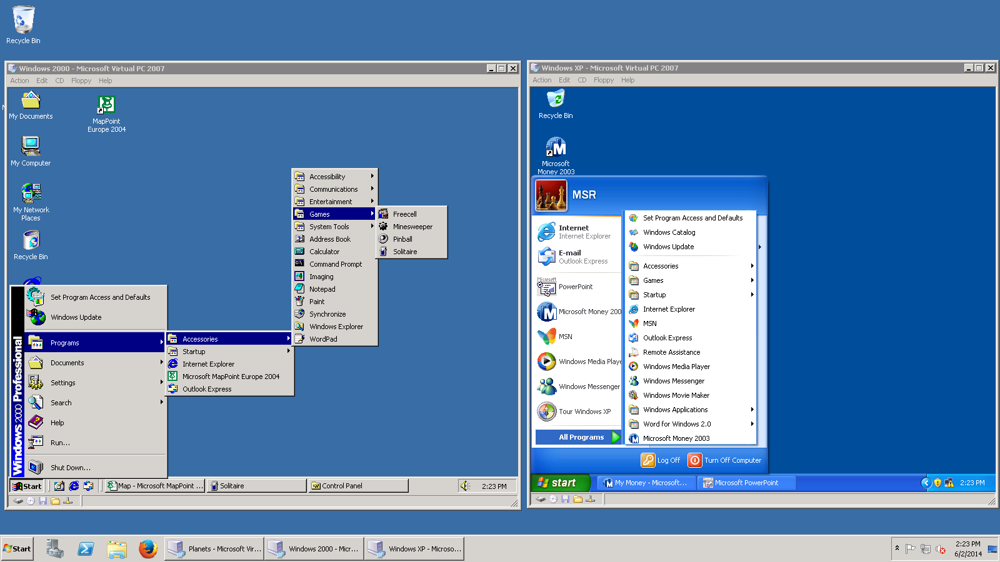 Recycle Bin
Windows 2000 - Microsoft Virtual PC 2007
Action Edit CD Floppy Help
My Documents
MapPoint
Europe 2004
My Computer
My Network
Places
Recycle Bin
Accessibility
Communications
Entertainment
Games
System Tools
Address Book
Calculator
Command Prompt
Imaging
Notepad
Paint
Synchronize
Windows Explorer
WordPad
Freecell
Minesweeper
Pinball
Solitaire
Windows 2000 Professional
Set Program Access and Defaults
Windows Update
Programs
Documents
Settings
Search
Help
Run...
Shut Down...
Accessories
Startup
Internet Explorer
Microsoft MapPoint Europe 2004
Outlook Express
Start
Map - Microsoft MapPoint ...
Solitaire
Control Panel
2:23 PM
Windows XP - Microsoft Virtual PC 2007
Action Edit CD Floppy Help
Recycle Bin
Microsoft
Money 2003
MSR
Internet
Internet Explorer
E-mail
Outlook Express
Microsoft
PowerPoint
Microsoft Money 200
MSN
Windows Media Playe
Windows Messenger
Tour Windows XP
All Programs
Set Program Access and Defaults
Windows Catalog
Windows Update
Accessories
Games
Startup
Internet Explorer
MSN
Outlook Express
Remote Assistance
Windows Media Player
Windows Messenger
Windows Movie Maker
Windows Applications
Word for Windows 2.0
Microsoft Money 2003
Log Off
Turn Off Computer
start
My Money - Microsoft...
Microsoft PowerPoint
2:23 PM
Start
Planets - Microsoft Vir...
Windows 2000 - Micr...
Windows XP - Microso...
2:23 PM
6/2/2014